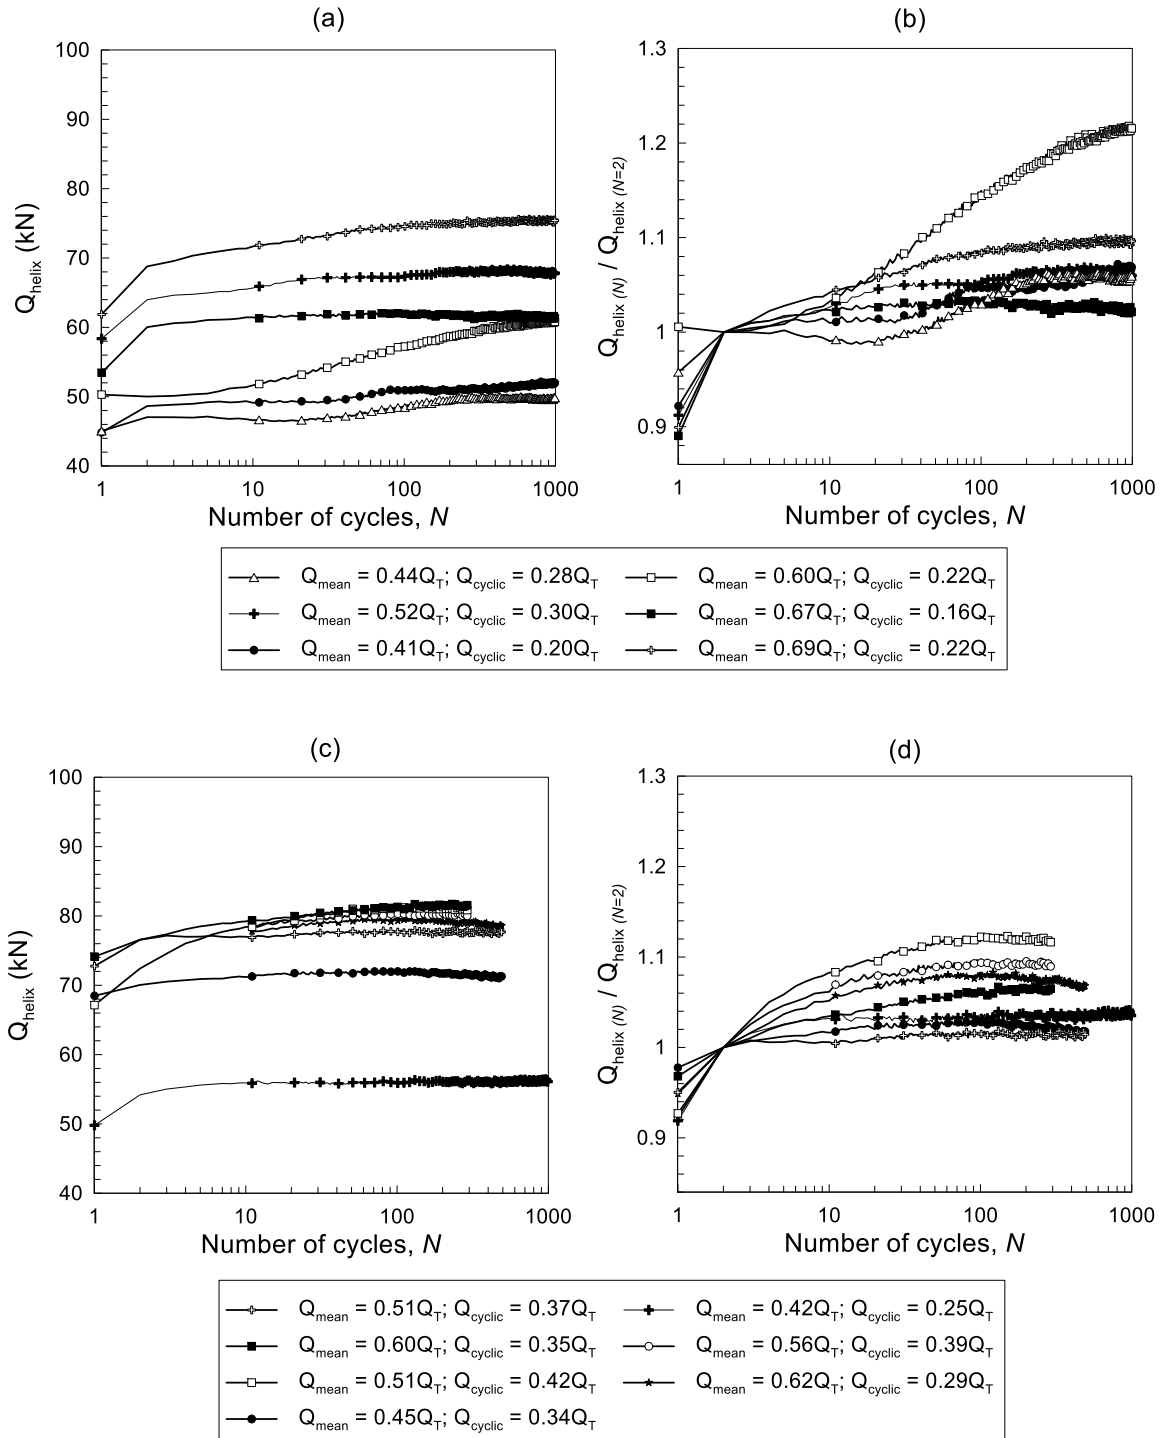 (a)
(b)
100
90
80
70
60
50
40
Q_helix (kN)
1
10
100
1000
Number of cycles, N
1.3
1.2
1.1
1
0.9
Q_helix (N) / Q_helix (N=2)
1
10
100
1000
Number of cycles, N
Q_mean = 0.44Q_T; Q_cyclic = 0.28Q_T
Q_mean = 0.60Q_T; Q_cyclic = 0.22Q_T
Q_mean = 0.52Q_T; Q_cyclic = 0.30Q_T
Q_mean = 0.67Q_T; Q_cyclic = 0.16Q_T
Q_mean = 0.41Q_T; Q_cyclic = 0.20Q_T
Q_mean = 0.69Q_T; Q_cyclic = 0.22Q_T
(c)
(d)
100
90
80
70
60
50
40
Q_helix (kN)
1
10
100
1000
Number of cycles, N
1.3
1.2
1.1
1
0.9
Q_helix (N) / Q_helix (N=2)
1
10
100
1000
Number of cycles, N
Q_mean = 0.51Q_T; Q_cyclic = 0.37Q_T
Q_mean = 0.42Q_T; Q_cyclic = 0.25Q_T
Q_mean = 0.60Q_T; Q_cyclic = 0.35Q_T
Q_mean = 0.56Q_T; Q_cyclic = 0.39Q_T
Q_mean = 0.51Q_T; Q_cyclic = 0.42Q_T
Q_mean = 0.62Q_T; Q_cyclic = 0.29Q_T
Q_mean = 0.45Q_T; Q_cyclic = 0.34Q_T